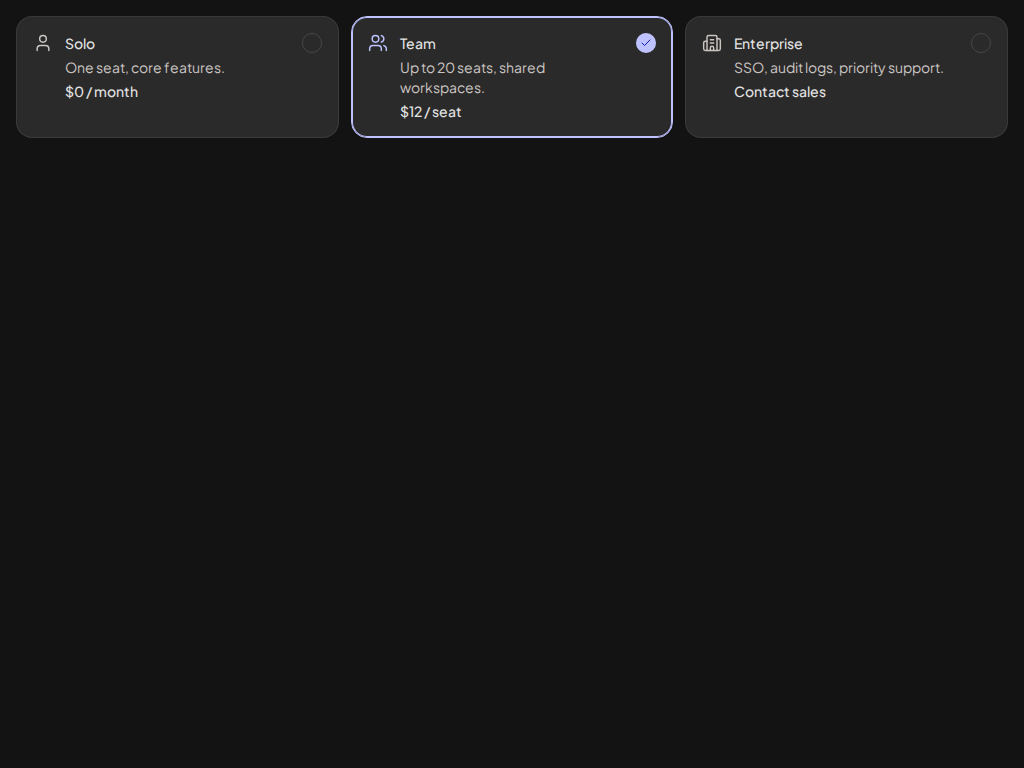 Solo
One seat, core features.
$0 / month
Team
Up to 20 seats, shared
workspaces.
$12 / seat
Enterprise
SSO, audit logs, priority support.
Contact sales